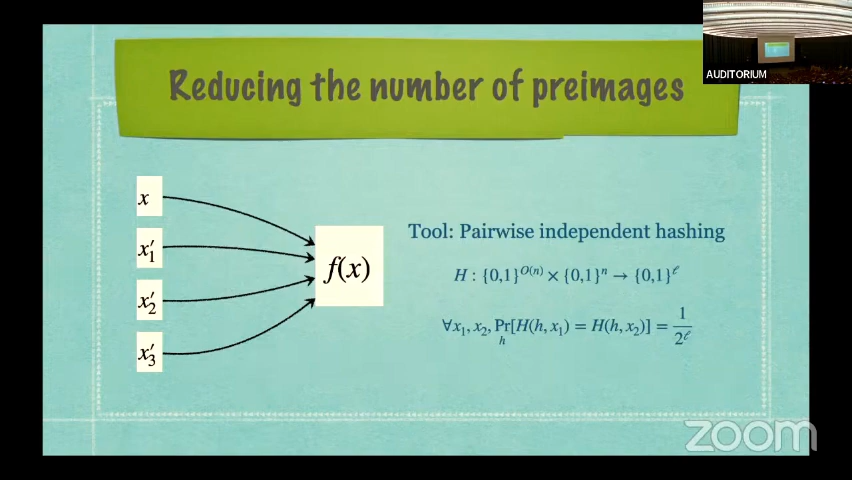 AUDITORIUM
Reducing the number of preimages
x
x′₁
x′₂
x′₃
f(x)
Tool: Pairwise independent hashing
H : {0,1}^{O(n)} × {0,1}^n → {0,1}^ℓ
∀x₁, x₂, Pr_h[H(h, x₁) = H(h, x₂)] = 1/2^ℓ
zoom